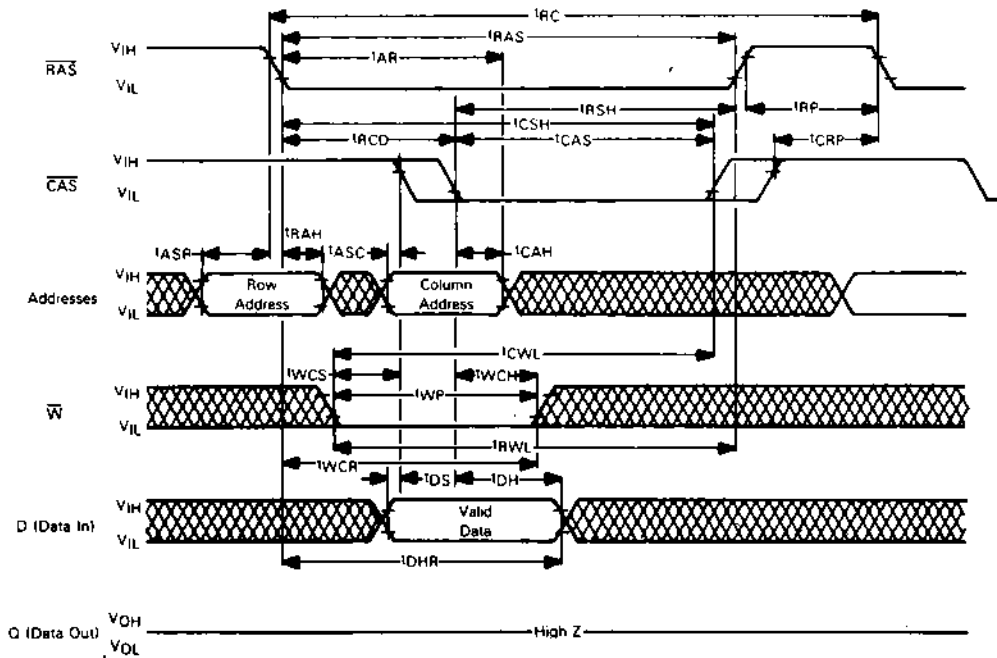 tRC
tRAS
VIH
tAR
RAS
VIL
tRSH
tRP
tCSH
tRCD
tCAS
tCRP
VIH
CAS
VIL
tRAH
tASR
tASC
tCAH
VIH
Row
Column
Addresses
Address
Address
VIL
tCWL
tWCS
tWCH
VIH
tWP
W
VIL
tRWL
tWCR
tDS
tDH
VIH
Valid
D (Data In)
Data
VIL
tDHR
VOH
Q (Data Out)
High Z
VOL